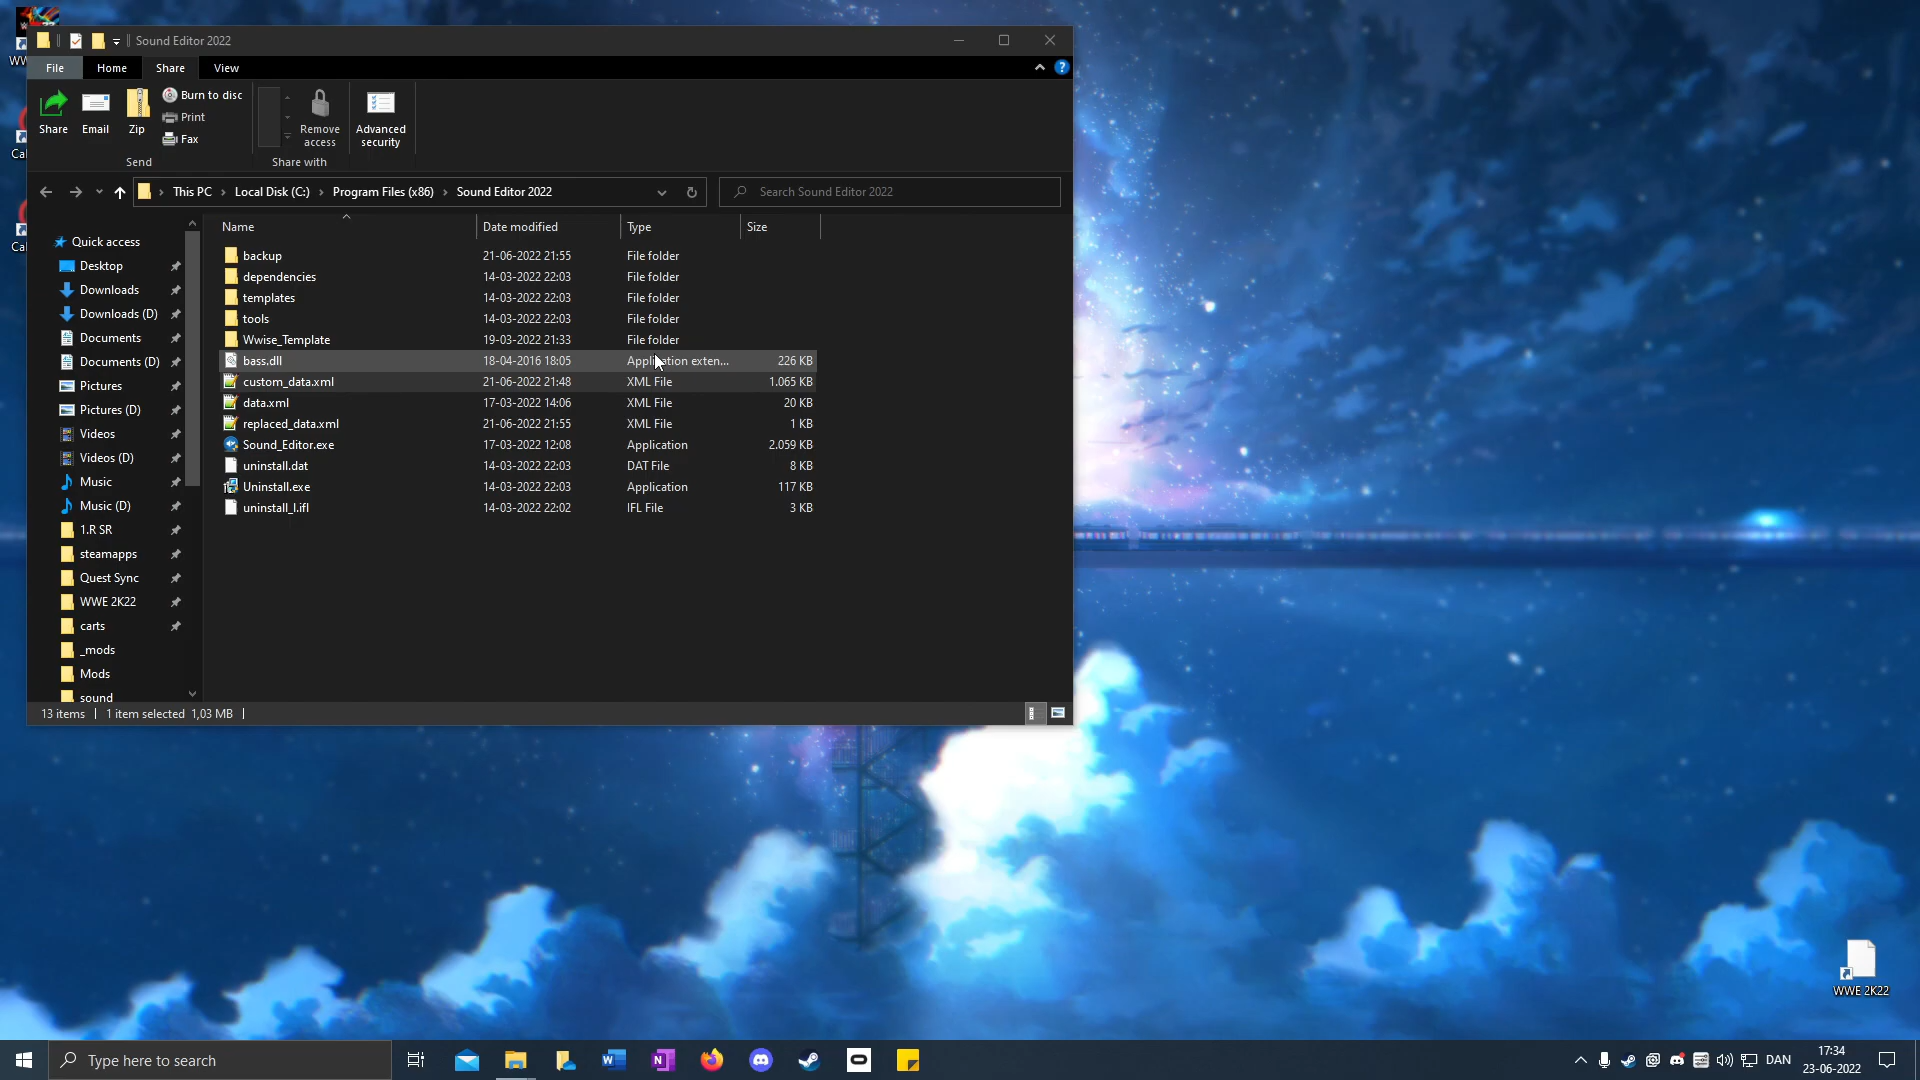 Sound Editor 2022
File Home Share View
Share Email Zip
Burn to disc
Print
Fax
Remove access
Advanced security
Send
Share with
This PC Local Disk (C:) Program Files (x86) Sound Editor 2022
Search Sound Editor 2022
Name Date modified Type Size
Quick access
Desktop
Downloads
Downloads (D)
Documents
Documents (D)
Pictures
Pictures (D)
Videos
Videos (D)
Music
Music (D)
1.R SR
steamapps
Quest Sync
WWE 2K22
carts
_mods
Mods
sound
backup 21-06-2022 21:55 File folder
dependencies 14-03-2022 22:03 File folder
templates 14-03-2022 22:03 File folder
tools 14-03-2022 22:03 File folder
Wwise_Template 19-03-2022 21:33 File folder
bass.dll 18-04-2016 18:05 Application exten... 226 KB
custom_data.xml 21-06-2022 21:48 XML File 1.065 KB
data.xml 17-03-2022 14:06 XML File 20 KB
replaced_data.xml 21-06-2022 21:55 XML File 1 KB
Sound_Editor.exe 17-03-2022 12:08 Application 2.059 KB
uninstall.dat 14-03-2022 22:03 DAT File 8 KB
Uninstall.exe 14-03-2022 22:03 Application 117 KB
uninstall_l.ifl 14-03-2022 22:02 IFL File 3 KB
13 items 1 item selected 1,03 MB
WWE 2K22
Type here to search
DAN
17:34
23-06-2022